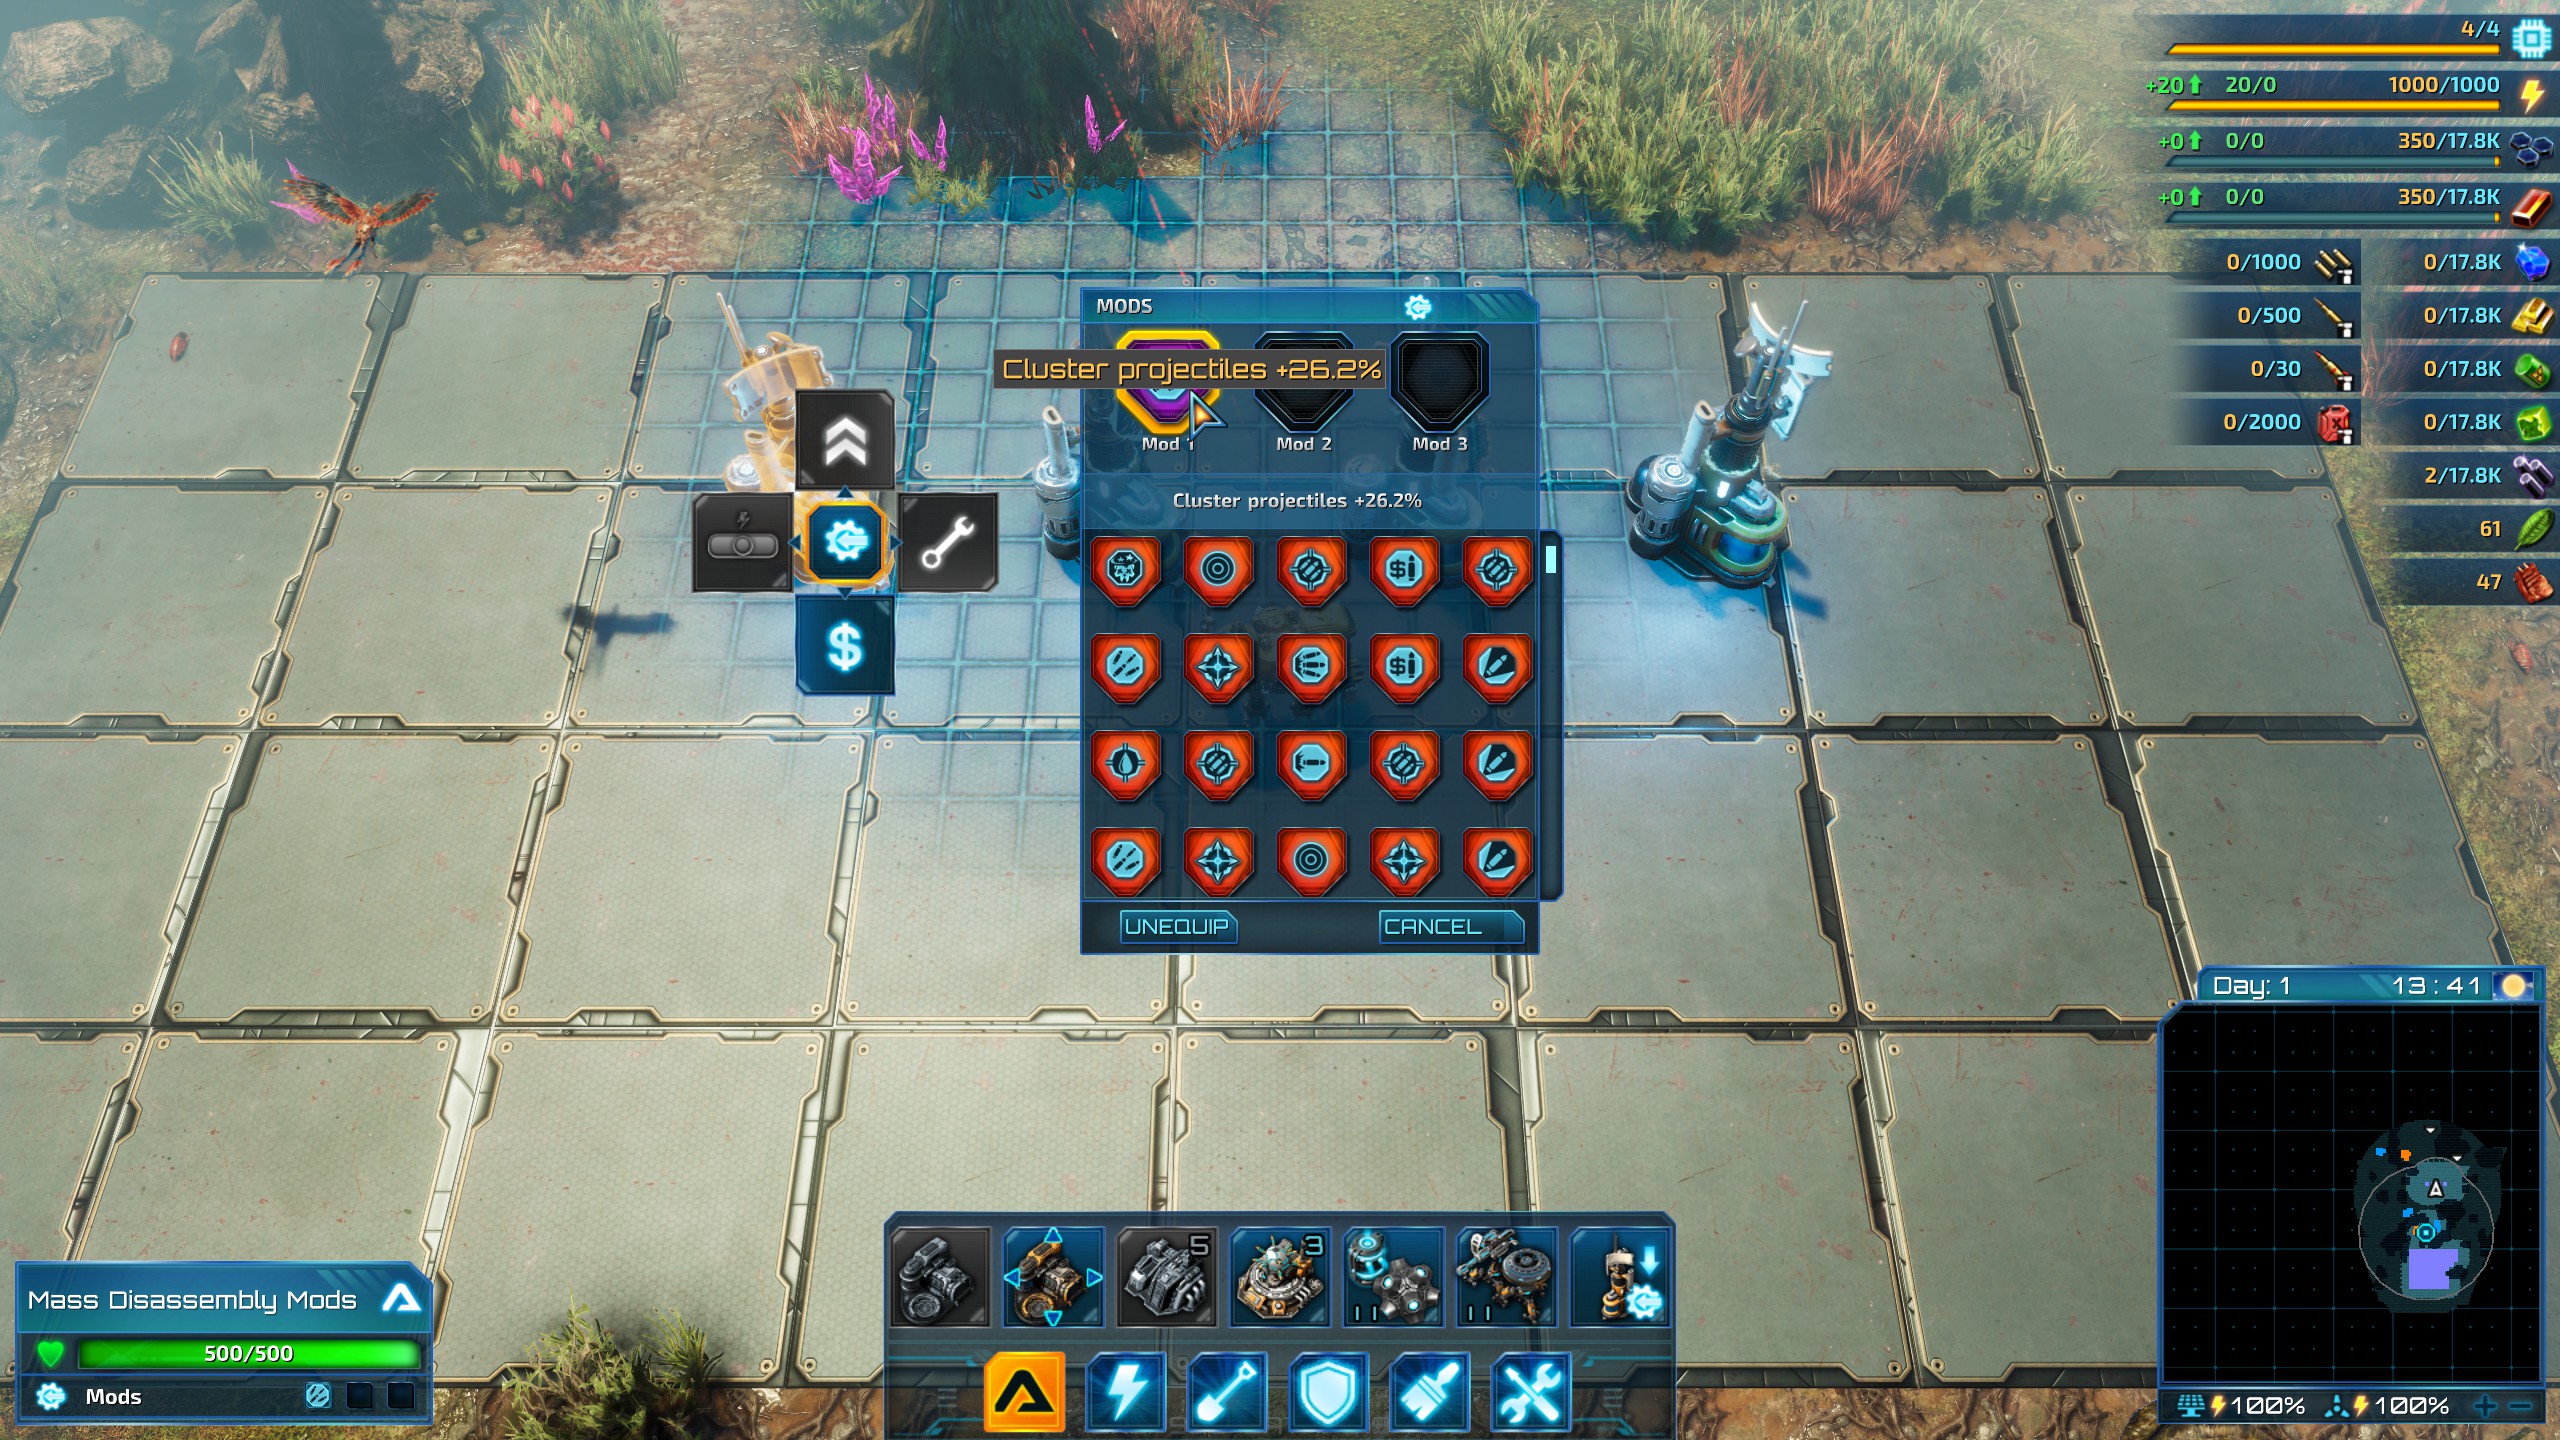 4/4
+20 20/0 1000/1000
+0 0/0 350/17.8K
+0 0/0 350/17.8K
0/1000 0/17.8K
0/500 0/17.8K
0/30 0/17.8K
0/2000 0/17.8K
2/17.8K
61
47
MODS
Cluster projectiles +26.2%
Mod 1 Mod 2 Mod 3
Cluster projectiles +26.2%
$
$
$
UNEQUIP CANCEL
Day: 1 13:41
5 3
Mass Disassembly Mods
500/500
Mods
100% 100%